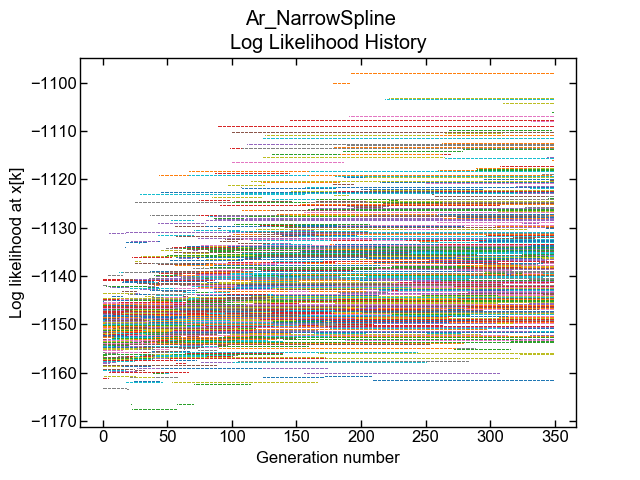 Ar_NarrowSpline
Log Likelihood History
Log likelihood at x[k]
−1100
−1110
−1120
−1130
−1140
−1150
−1160
−1170
0 50 100 150 200 250 300 350
Generation number